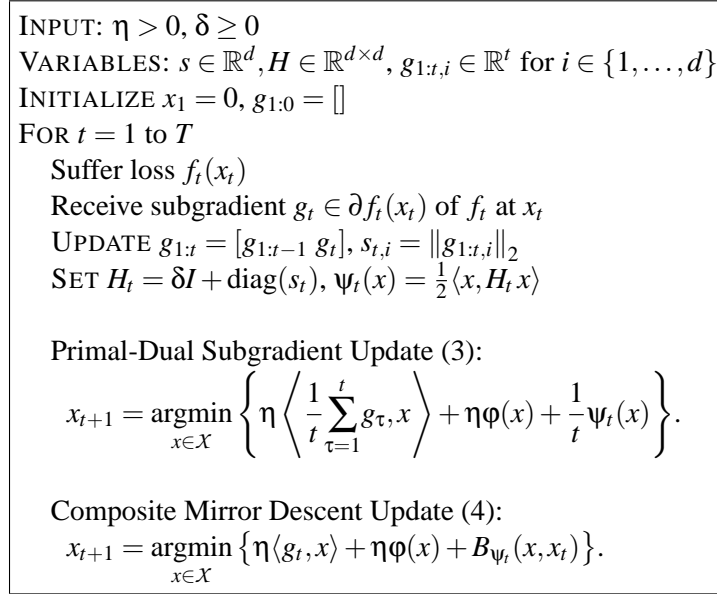 INPUT: η > 0, δ ≥ 0
VARIABLES: s ∈ ℝ^d, H ∈ ℝ^{d×d}, g_{1:t,i} ∈ ℝ^t for i ∈ {1,...,d}
INITIALIZE x_1 = 0, g_{1:0} = []
FOR t = 1 to T
Suffer loss f_t(x_t)
Receive subgradient g_t ∈ ∂f_t(x_t) of f_t at x_t
UPDATE g_{1:t} = [g_{1:t−1} g_t], s_{t,i} = ‖g_{1:t,i}‖_2
SET H_t = δI + diag(s_t), ψ_t(x) = \frac{1}{2}⟨x, H_t x⟩
Primal-Dual Subgradient Update (3):
x_{t+1} = argmin_{x∈X} { η ⟨ \frac{1}{t} ∑_{τ=1}^{t} g_τ, x ⟩ + ηφ(x) + \frac{1}{t} ψ_t(x) }.
Composite Mirror Descent Update (4):
x_{t+1} = argmin_{x∈X} {η⟨g_t, x⟩ + ηφ(x) + B_{ψ_t}(x, x_t)}.